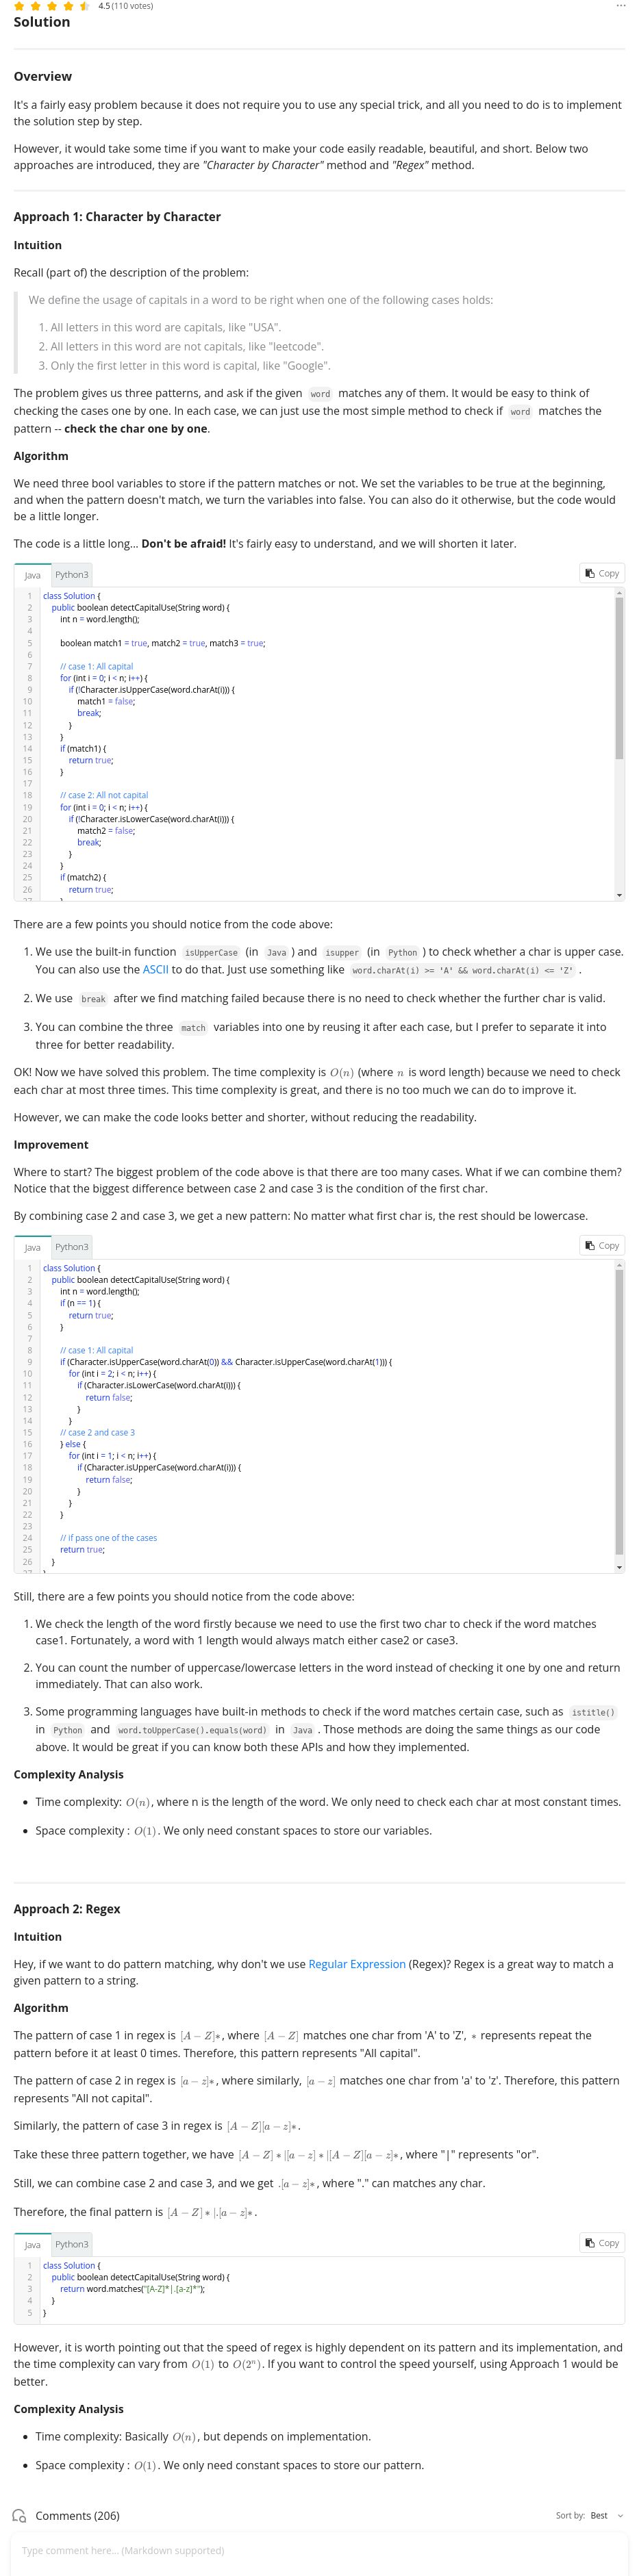 4.5 (110 votes)
Solution
Overview
It's a fairly easy problem because it does not require you to use any special trick, and all you need to do is to implement
the solution step by step.
However, it would take some time if you want to make your code easily readable, beautiful, and short. Below two
approaches are introduced, they are "Character by Character" method and "Regex" method.
Approach 1: Character by Character
Intuition
Recall (part of) the description of the problem:
We define the usage of capitals in a word to be right when one of the following cases holds:
1. All letters in this word are capitals, like "USA".
2. All letters in this word are not capitals, like "leetcode".
3. Only the first letter in this word is capital, like "Google".
The problem gives us three patterns, and ask if the given word matches any of them. It would be easy to think of
checking the cases one by one. In each case, we can just use the most simple method to check if word matches the
pattern -- check the char one by one.
Algorithm
We need three bool variables to store if the pattern matches or not. We set the variables to be true at the beginning,
and when the pattern doesn't match, we turn the variables into false. You can also do it otherwise, but the code would
be a little longer.
The code is a little long... Don't be afraid! It's fairly easy to understand, and we will shorten it later.
Java Python3 Copy
1 class Solution {
2 public boolean detectCapitalUse(String word) {
3 int n = word.length();
4
5 boolean match1 = true, match2 = true, match3 = true;
6
7 // case 1: All capital
8 for (int i = 0; i < n; i++) {
9 if (!Character.isUpperCase(word.charAt(i))) {
10 match1 = false;
11 break;
12 }
13 }
14 if (match1) {
15 return true;
16 }
17
18 // case 2: All not capital
19 for (int i = 0; i < n; i++) {
20 if (!Character.isLowerCase(word.charAt(i))) {
21 match2 = false;
22 break;
23 }
24 }
25 if (match2) {
26 return true;
27 }
There are a few points you should notice from the code above:
1. We use the built-in function isUpperCase (in Java ) and isupper (in Python ) to check whether a char is upper case.
You can also use the ASCII to do that. Just use something like word.charAt(i) >= 'A' && word.charAt(i) <= 'Z' .
2. We use break after we find matching failed because there is no need to check whether the further char is valid.
3. You can combine the three match variables into one by reusing it after each case, but I prefer to separate it into
three for better readability.
OK! Now we have solved this problem. The time complexity is O(n) (where n is word length) because we need to check
each char at most three times. This time complexity is great, and there is no too much we can do to improve it.
However, we can make the code looks better and shorter, without reducing the readability.
Improvement
Where to start? The biggest problem of the code above is that there are too many cases. What if we can combine them?
Notice that the biggest difference between case 2 and case 3 is the condition of the first char.
By combining case 2 and case 3, we get a new pattern: No matter what first char is, the rest should be lowercase.
Java Python3 Copy
1 class Solution {
2 public boolean detectCapitalUse(String word) {
3 int n = word.length();
4 if (n == 1) {
5 return true;
6 }
7
8 // case 1: All capital
9 if (Character.isUpperCase(word.charAt(0)) && Character.isUpperCase(word.charAt(1))) {
10 for (int i = 2; i < n; i++) {
11 if (Character.isLowerCase(word.charAt(i))) {
12 return false;
13 }
14 }
15 // case 2 and case 3
16 } else {
17 for (int i = 1; i < n; i++) {
18 if (Character.isUpperCase(word.charAt(i))) {
19 return false;
20 }
21 }
22 }
23
24 // if pass one of the cases
25 return true;
26 }
27 }
Still, there are a few points you should notice from the code above:
1. We check the length of the word firstly because we need to use the first two char to check if the word matches
case1. Fortunately, a word with 1 length would always match either case2 or case3.
2. You can count the number of uppercase/lowercase letters in the word instead of checking it one by one and return
immediately. That can also work.
3. Some programming languages have built-in methods to check if the word matches certain case, such as istitle()
in Python and word.toUpperCase().equals(word) in Java . Those methods are doing the same things as our code
above. It would be great if you can know both these APIs and how they implemented.
Complexity Analysis
• Time complexity: O(n), where n is the length of the word. We only need to check each char at most constant times.
• Space complexity : O(1). We only need constant spaces to store our variables.
Approach 2: Regex
Intuition
Hey, if we want to do pattern matching, why don't we use Regular Expression (Regex)? Regex is a great way to match a
given pattern to a string.
Algorithm
The pattern of case 1 in regex is [A − Z]∗, where [A − Z] matches one char from 'A' to 'Z', ∗ represents repeat the
pattern before it at least 0 times. Therefore, this pattern represents "All capital".
The pattern of case 2 in regex is [a − z]∗, where similarly, [a − z] matches one char from 'a' to 'z'. Therefore, this pattern
represents "All not capital".
Similarly, the pattern of case 3 in regex is [A − Z][a − z]∗.
Take these three pattern together, we have [A − Z] ∗ |[a − z] ∗ |[A − Z][a − z]∗, where "|" represents "or".
Still, we can combine case 2 and case 3, and we get .[a − z]∗, where "." can matches any char.
Therefore, the final pattern is [A − Z] ∗ |.[a − z]∗.
Java Python3 Copy
1 class Solution {
2 public boolean detectCapitalUse(String word) {
3 return word.matches("[A-Z]*|.[a-z]*");
4 }
5 }
However, it is worth pointing out that the speed of regex is highly dependent on its pattern and its implementation, and
the time complexity can vary from O(1) to O(2ⁿ). If you want to control the speed yourself, using Approach 1 would be
better.
Complexity Analysis
• Time complexity: Basically O(n), but depends on implementation.
• Space complexity : O(1). We only need constant spaces to store our pattern.
Comments (206) Sort by: Best
Type comment here... (Markdown supported)